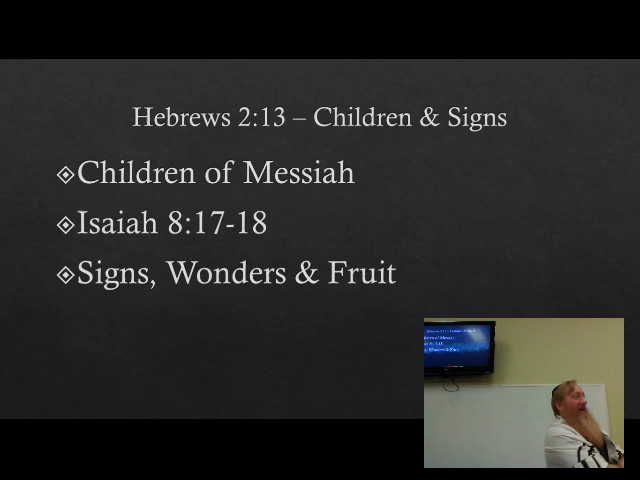 Hebrews 2:13 – Children & Signs
Children of Messiah
Isaiah 8:17-18
Signs, Wonders & Fruit